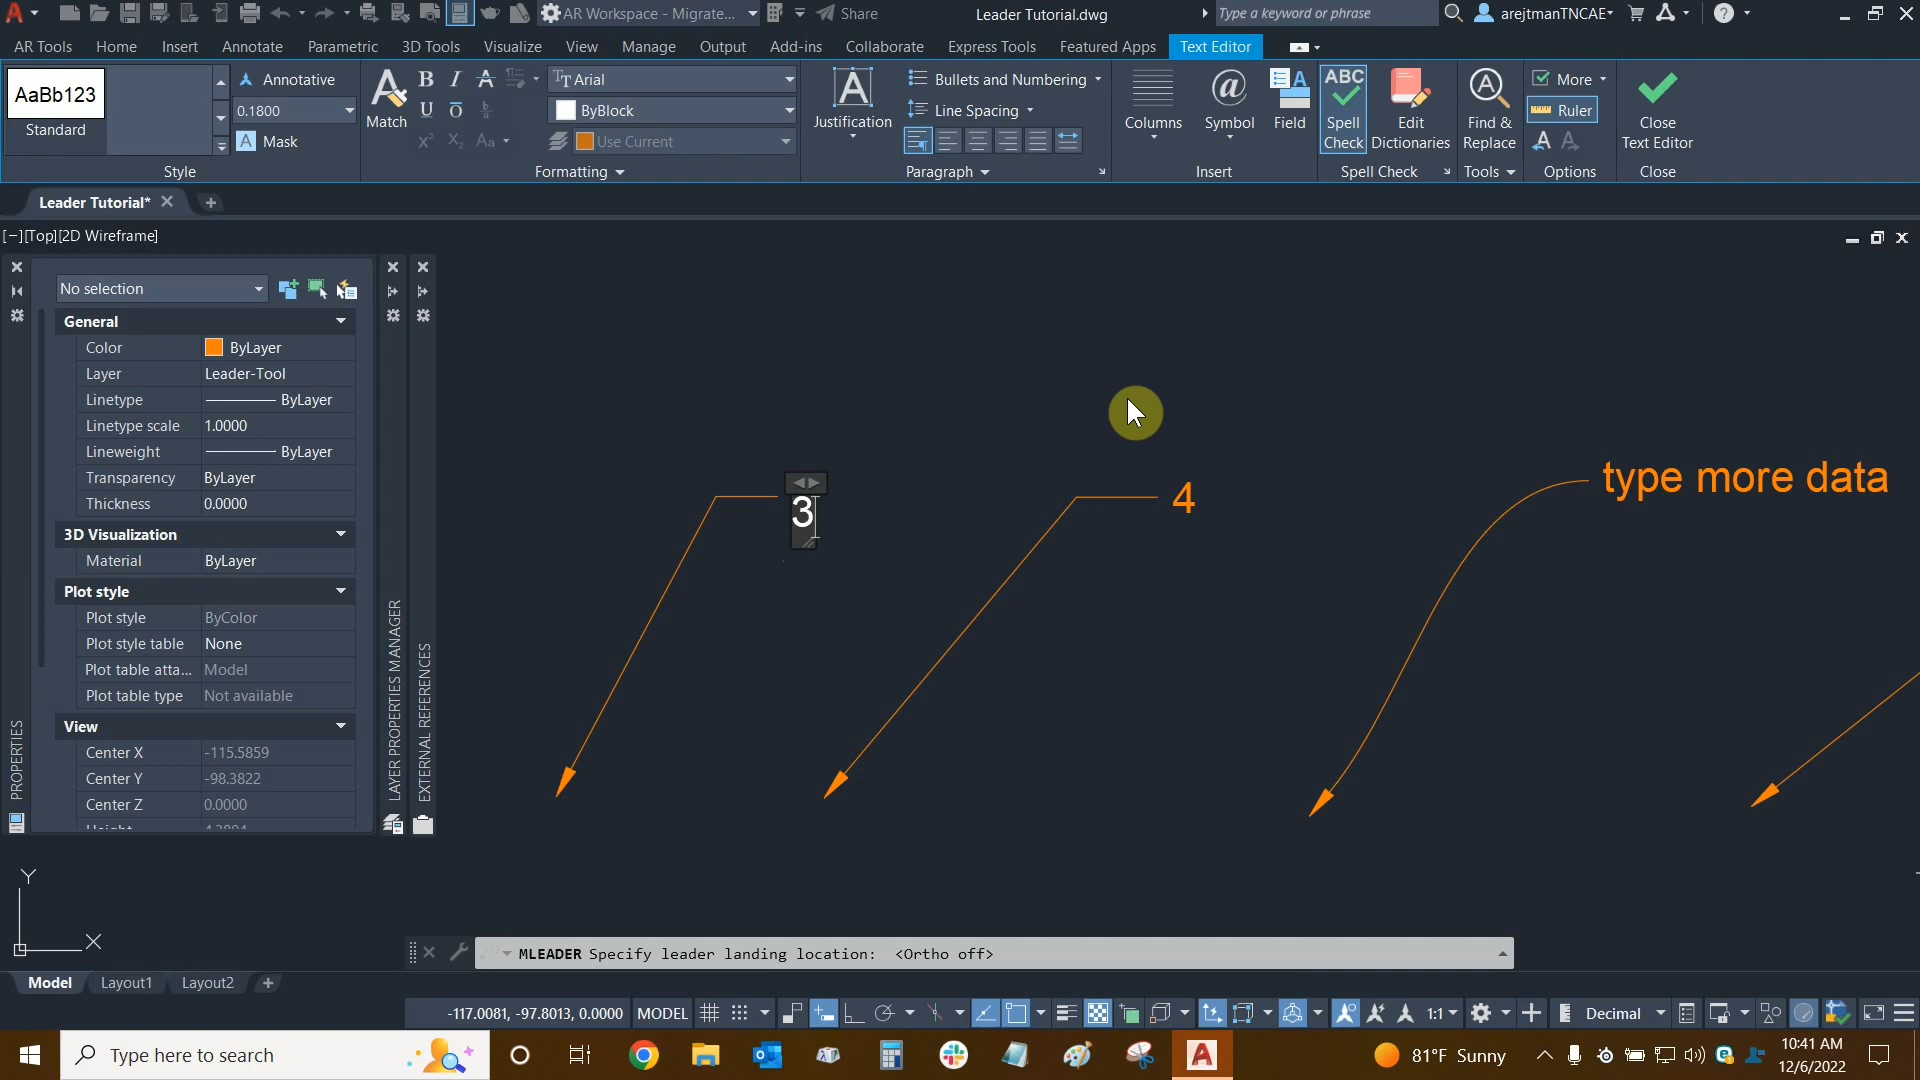 AR Workspace - Migrate...
Share
Leader Tutorial.dwg
Type a keyword or phrase
arejtmanTNCAE
AR Tools
Home
Insert
Annotate
Parametric
3D Tools
Visualize
View
Manage
Output
Add-ins
Collaborate
Express Tools
Featured Apps
Text Editor
AaBb123
Standard
Annotative
0.1800
Mask
Style
Match
Arial
ByBlock
Use Current
Formatting
Justification
Bullets and Numbering
Line Spacing
Paragraph
Columns
Symbol
Field
Insert
ABC
Spell
Check
Edit
Dictionaries
Spell Check
Find &
Replace
Tools
More
Ruler
Options
Close
Text Editor
Close
Leader Tutorial*
[−][Top][2D Wireframe]
No selection
General
Color ByLayer
Layer Leader-Tool
Linetype ByLayer
Linetype scale 1.0000
Lineweight ByLayer
Transparency ByLayer
Thickness 0.0000
3D Visualization
Material ByLayer
Plot style
Plot style ByColor
Plot style table None
Plot table atta... Model
Plot table type Not available
View
Center X -115.5859
Center Y -98.3822
Center Z 0.0000
PROPERTIES
LAYER PROPERTIES MANAGER
EXTERNAL REFERENCES
3
4
type more data
Y
X
MLEADER Specify leader landing location: <Ortho off>
Model
Layout1
Layout2
-117.0081, -97.8013, 0.0000
MODEL
1:1
Decimal
Type here to search
81°F Sunny
10:41 AM
12/6/2022